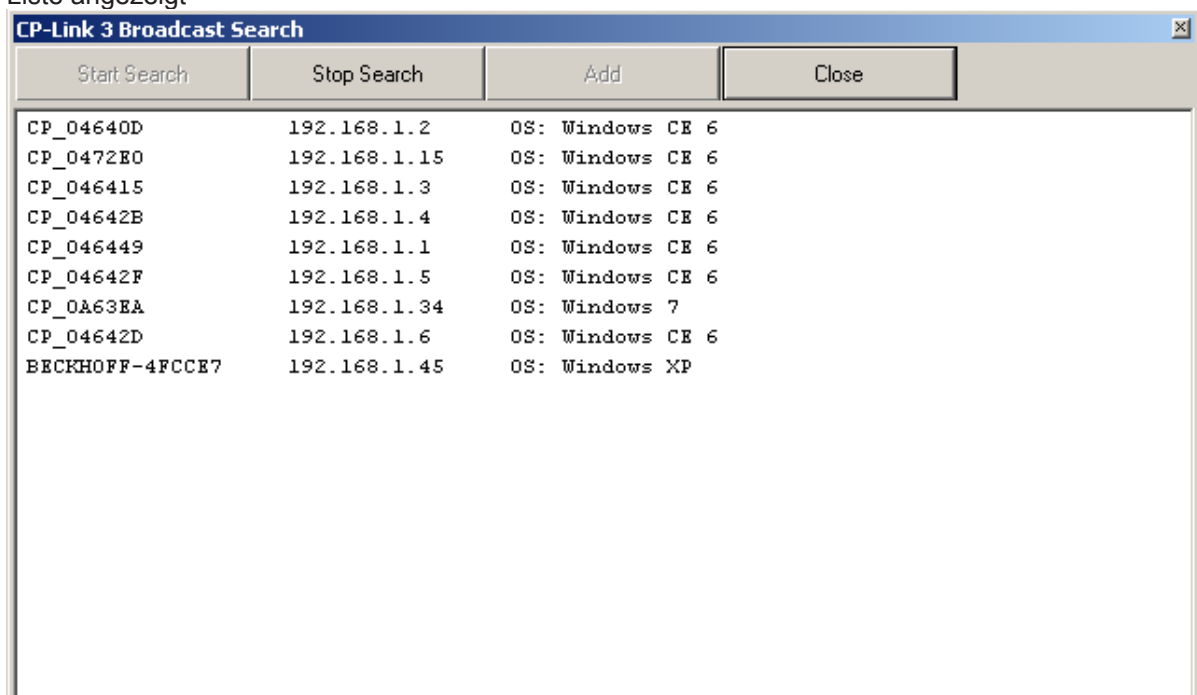 Liste angezeigt
CP-Link 3 Broadcast Search
Start Search Stop Search Add Close
CP_04640D 192.168.1.2 OS: Windows CE 6
CP_0472E0 192.168.1.15 OS: Windows CE 6
CP_046415 192.168.1.3 OS: Windows CE 6
CP_04642B 192.168.1.4 OS: Windows CE 6
CP_046449 192.168.1.1 OS: Windows CE 6
CP_04642F 192.168.1.5 OS: Windows CE 6
CP_0A63EA 192.168.1.34 OS: Windows 7
CP_04642D 192.168.1.6 OS: Windows CE 6
BECKHOFF-4FCCE7 192.168.1.45 OS: Windows XP